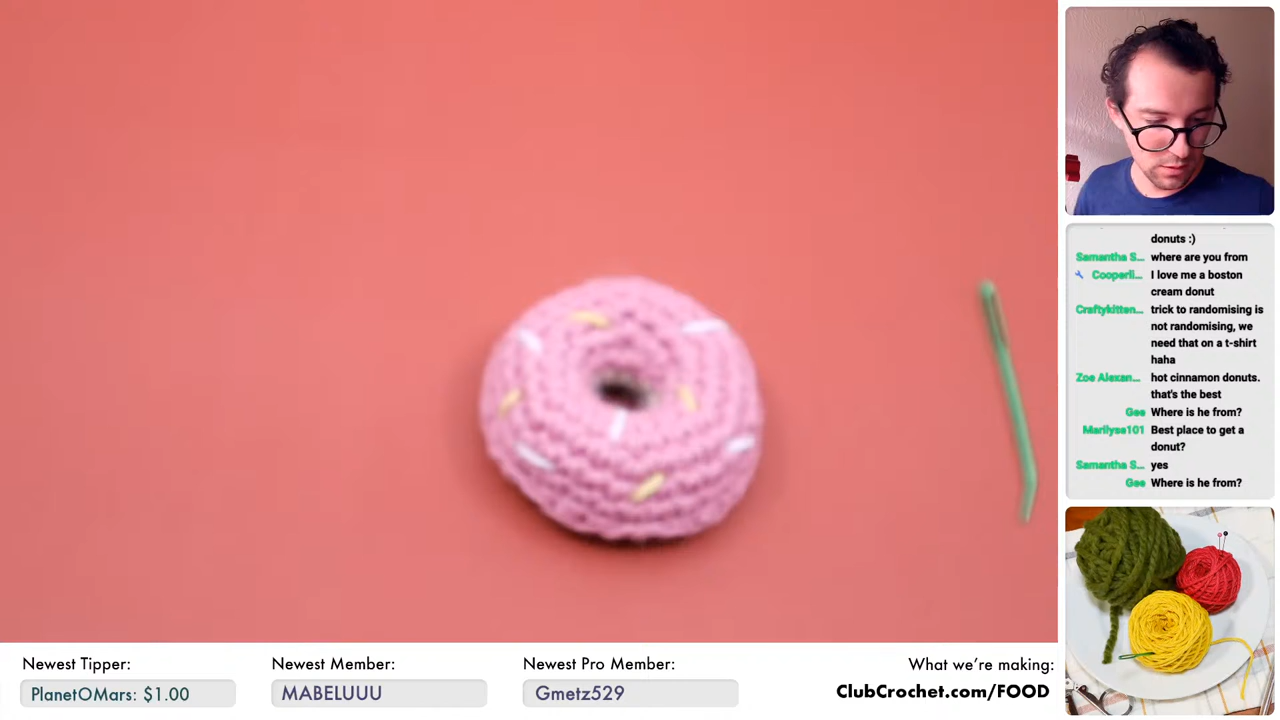 donuts :)
Samantha S... where are you from
Cooperli... I love me a boston
cream donut
Craftykitten... trick to randomising is
not randomising, we
need that on a t-shirt
haha
Zoe Alexan... hot cinnamon donuts.
that's the best
Gee Where is he from?
Marilyse101 Best place to get a
donut?
Samantha S... yes
Gee Where is he from?
Newest Tipper:
PlanetOMars: $1.00
Newest Member:
MABELUUU
Newest Pro Member:
Gmetz529
What we're making:
ClubCrochet.com/FOOD